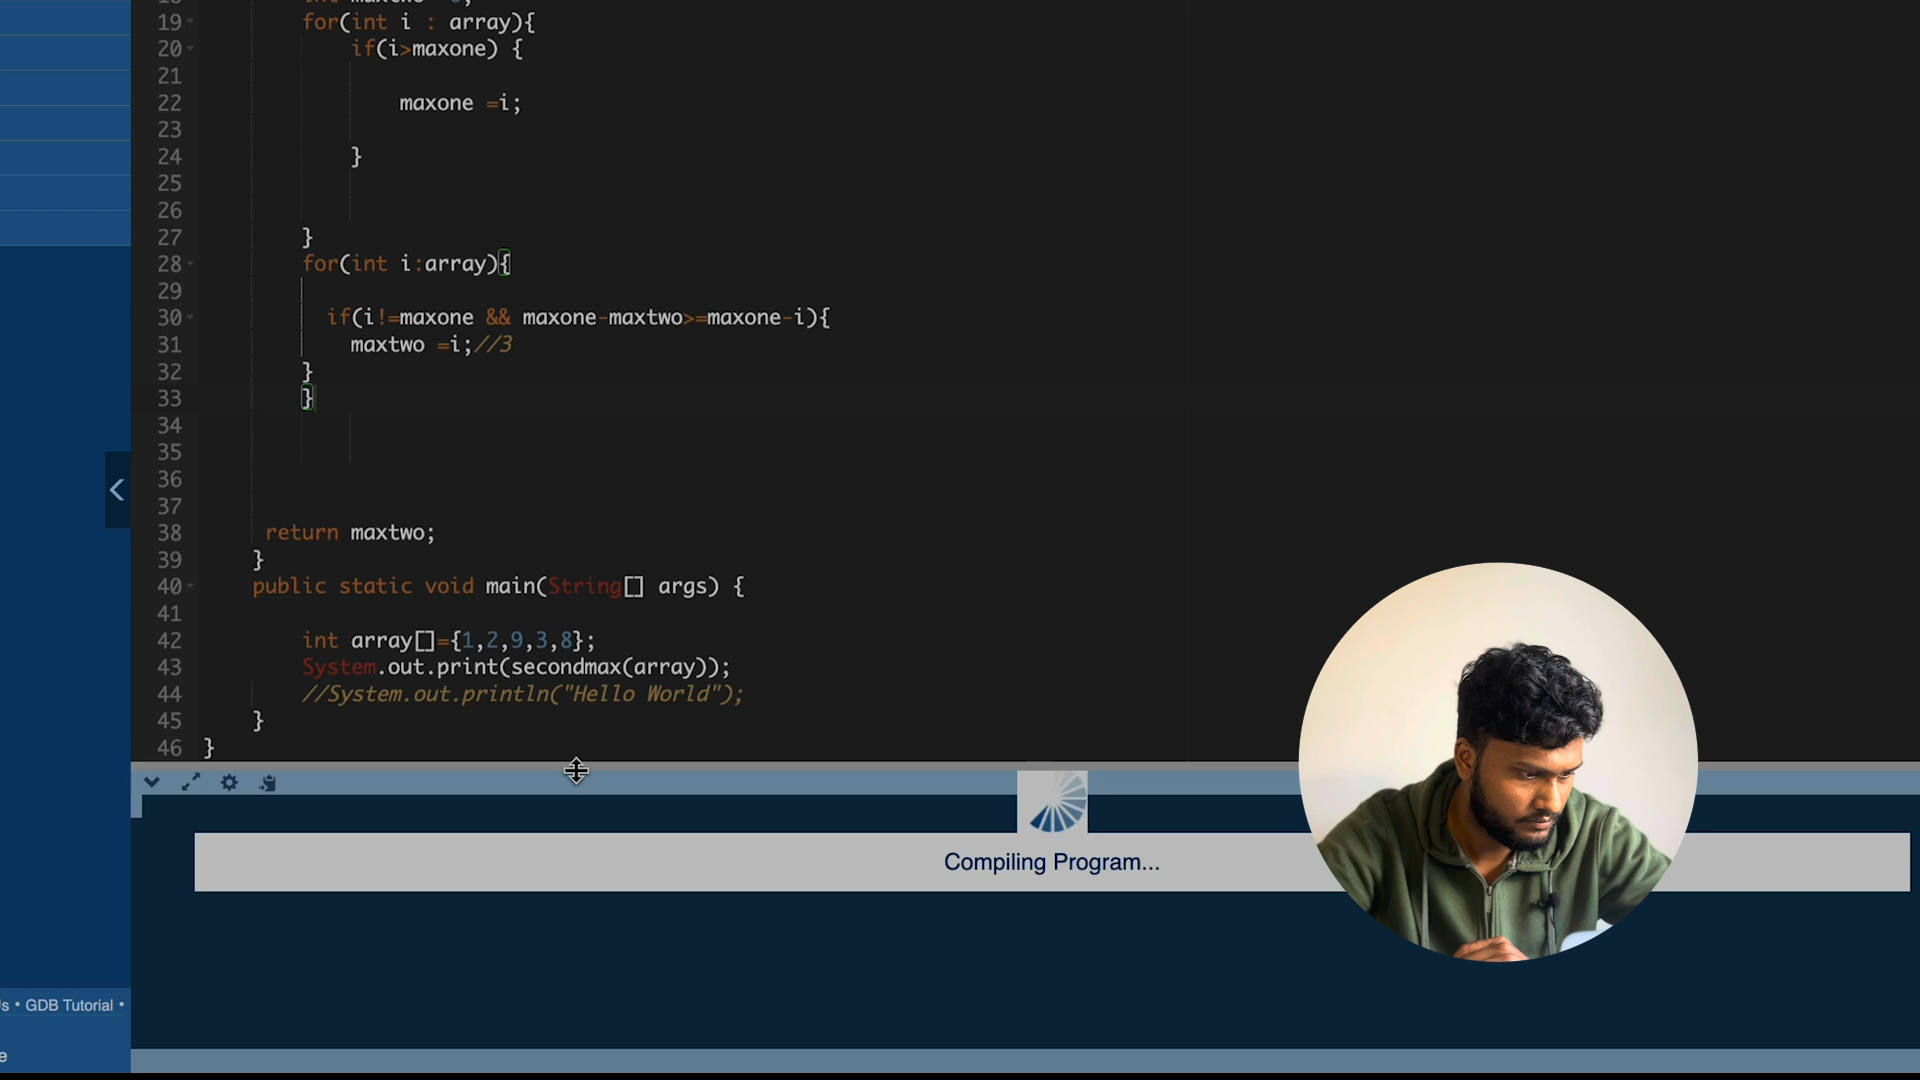 19 for(int i : array){
20 if(i>maxone) {
21
22 maxone =i;
23
24 }
25
26
27 }
28 for(int i:array){
29
30 if(i!=maxone && maxone-maxtwo>=maxone-i){
31 maxtwo =i;//3
32 }
33 }
34
35
36
37
38 return maxtwo;
39 }
40 public static void main(String[] args) {
41
42 int array[]={1,2,9,3,8};
43 System.out.print(secondmax(array));
44 //System.out.println("Hello World");
45 }
46 }
Compiling Program...
• GDB Tutorial •